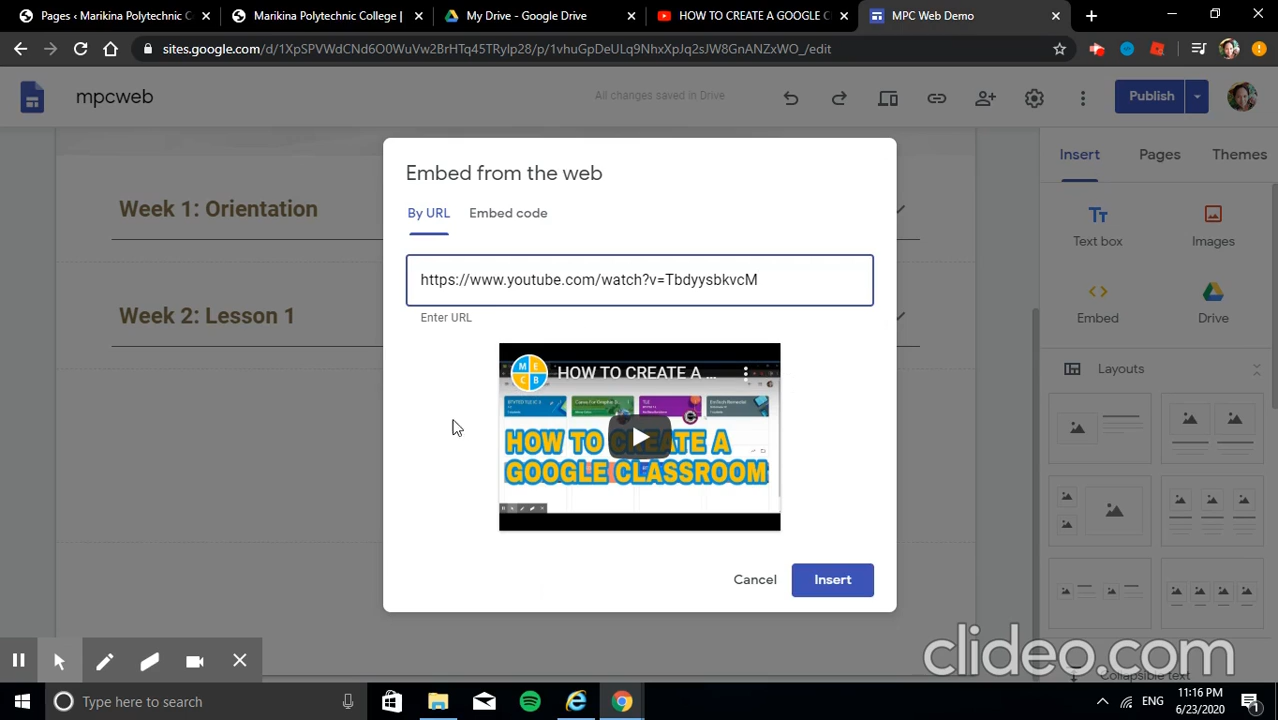 Pages ‹ Marikina Polytechnic C
Marikina Polytechnic College |
My Drive - Google Drive
HOW TO CREATE A GOOGLE C
MPC Web Demo
sites.google.com/d/1XpSPVWdCNd6O0WuVw2BrHTq45TRylp28/p/1vhuGpDeULq9NhxXpJq2sJW8GnANZxWO_/edit
mpcweb
All changes saved in Drive
Publish
Insert
Pages
Themes
Embed from the web
By URL
Embed code
Week 1: Orientation
Text box
Images
https://www.youtube.com/watch?v=TbdyysbkvcM
Enter URL
Week 2: Lesson 1
Embed
Drive
Layouts
M E
C B
HOW TO CREATE A ...
HOW TO CREATE A
GOOGLE CLASSROOM
Cancel
Insert
clideo.com
Collapsible text
Type here to search
ENG
11:16 PM
6/23/2020
1